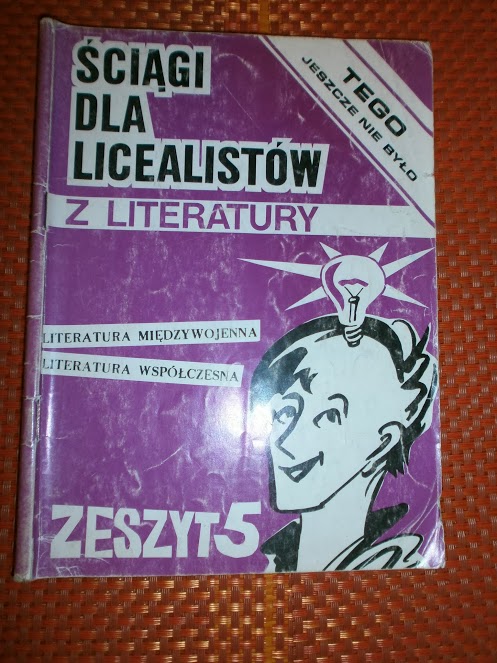 ŚCIĄGI
DLA
LICEALISTÓW
Z LITERATURY
TEGO
JESZCZE NIE BYŁO
LITERATURA MIĘDZYWOJENNA
LITERATURA WSPÓŁCZESNA
ZESZYT 5